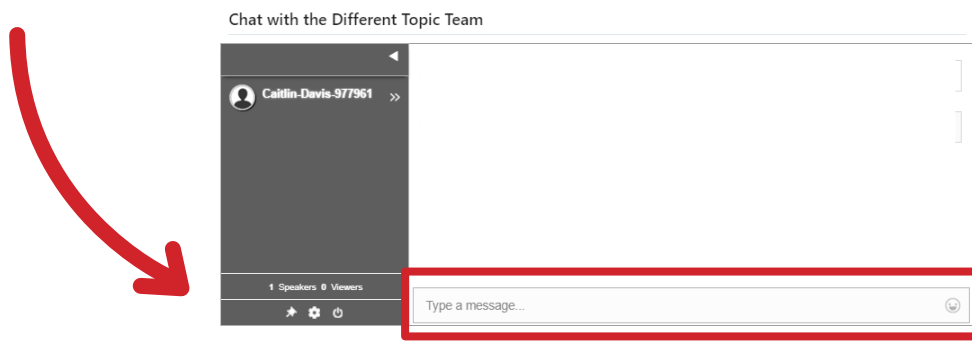 Chat with the Different Topic Team
Caitlin-Davis-977961
1 Speakers 0 Viewers
Type a message...